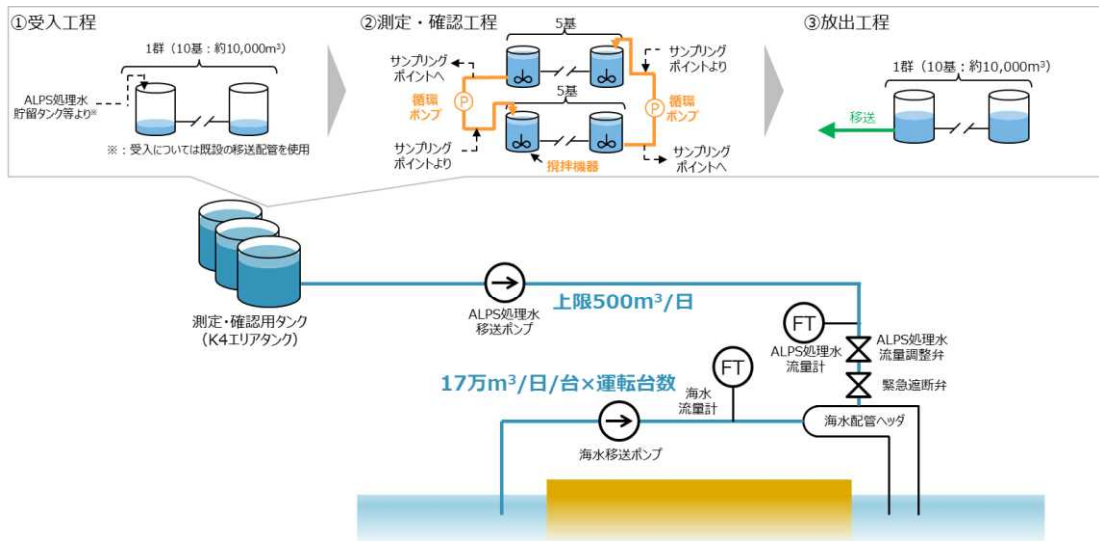 ①受入工程
1群（10基：約10,000m³）
ALPS処理水
貯留タンク等より※
※：受入については既設の移送配管を使用
②測定・確認工程
5基
サンプリング
ポイントへ
サンプリング
ポイントより
循環
ポンプ
P
5基
P
循環
ポンプ
サンプリング
ポイントより
撹拌機器
サンプリング
ポイントへ
③放出工程
1群（10基：約10,000m³）
移送
測定・確認用タンク
（K4エリアタンク）
ALPS処理水
移送ポンプ
上限500m³/日
FT
ALPS処理水
流量計
ALPS処理水
流量調整弁
緊急遮断弁
17万m³/日/台×運転台数
FT
海水
流量計
海水移送ポンプ
海水配管ヘッダ